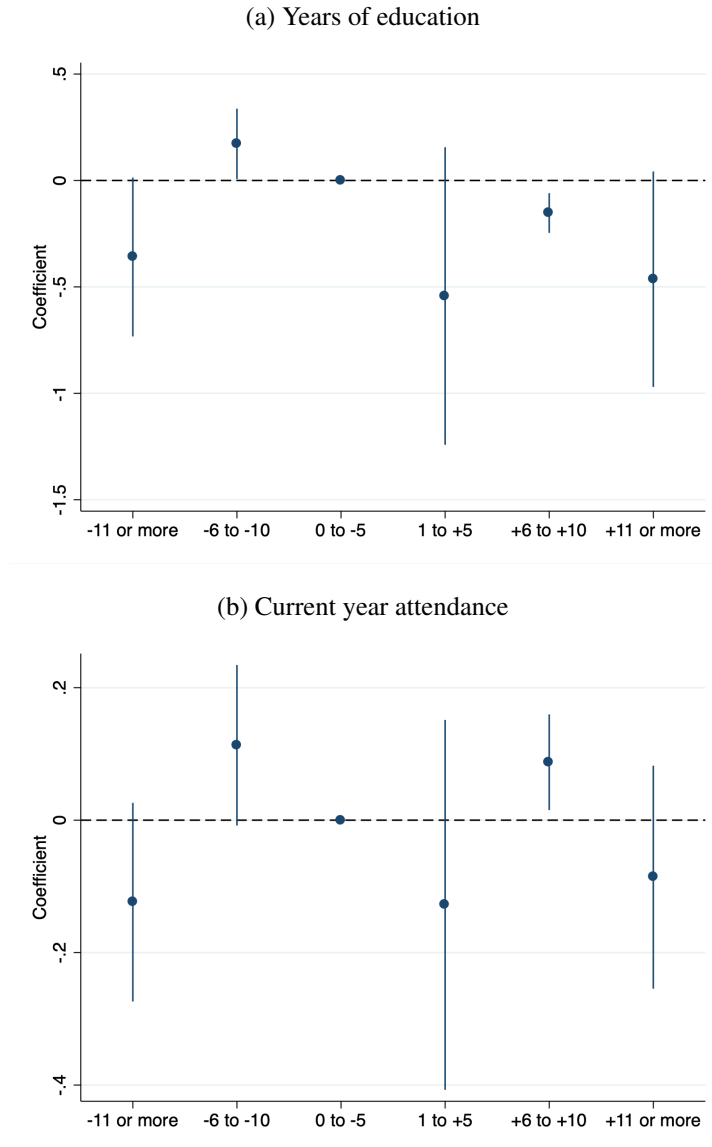 (a) Years of education
.5
0
-.5
-1
-1.5
Coefficient
-11 or more
-6 to -10
0 to -5
1 to +5
+6 to +10
+11 or more
(b) Current year attendance
.2
0
-.2
-.4
Coefficient
-11 or more
-6 to -10
0 to -5
1 to +5
+6 to +10
+11 or more